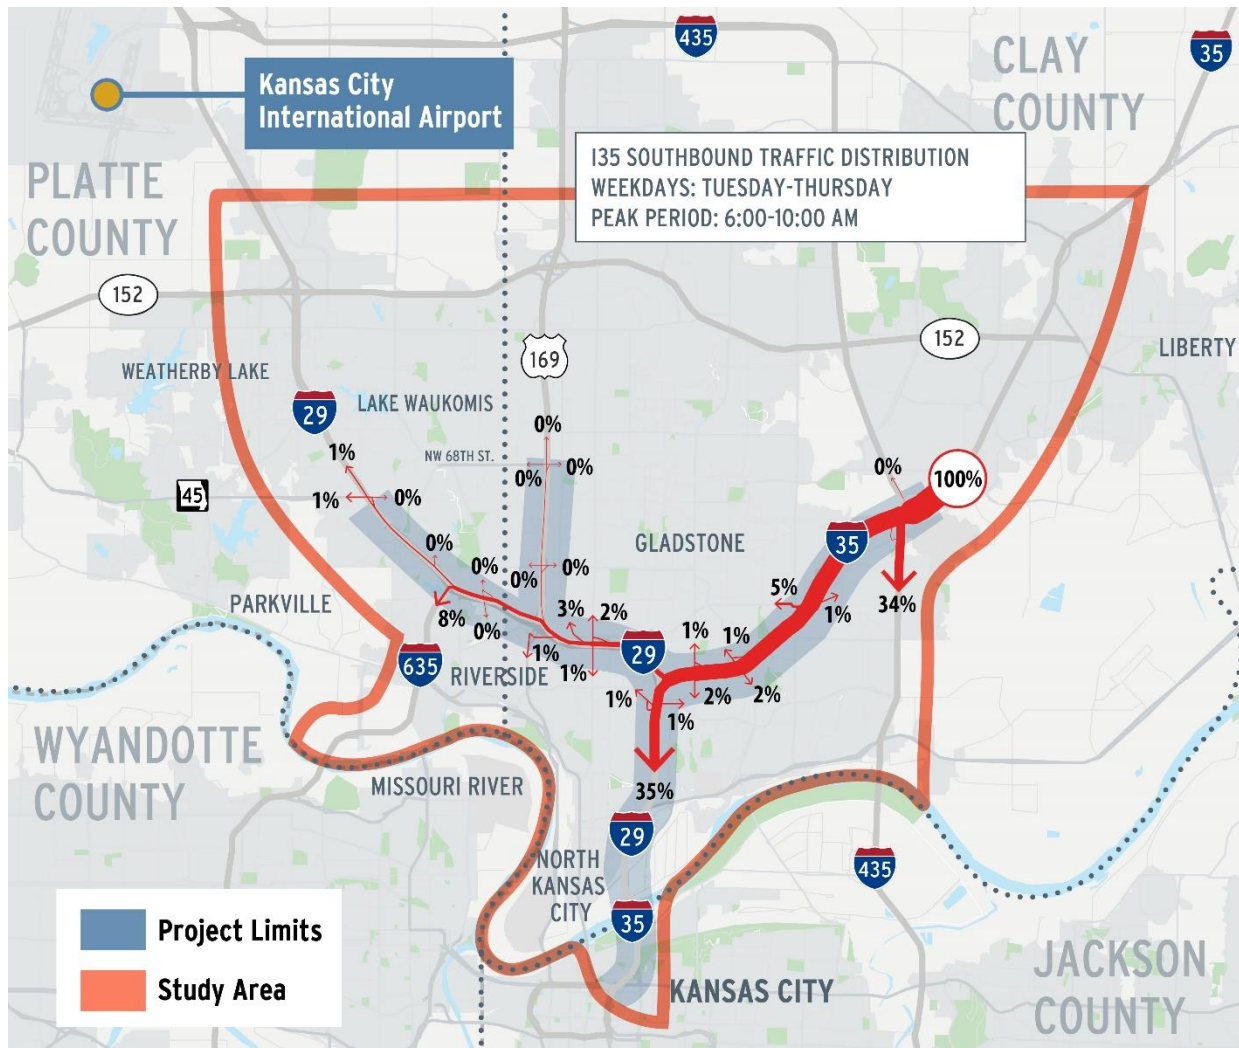 435
35
CLAY
COUNTY
Kansas City
International Airport
I35 SOUTHBOUND TRAFFIC DISTRIBUTION
WEEKDAYS: TUESDAY-THURSDAY
PEAK PERIOD: 6:00-10:00 AM
PLATTE
COUNTY
152
152
169
LIBERTY
WEATHERBY LAKE
LAKE WAUKOMIS
29
0%
NW 68TH ST.
1%
0%
0%
0%
100%
45
1%
0%
0%
35
GLADSTONE
0%
0%
0%
0%
5%
1%
34%
PARKVILLE
8%
0%
3%
2%
1%
1%
29
635
RIVERSIDE
1%
1%
2%
2%
1%
1%
WYANDOTTE
COUNTY
MISSOURI RIVER
35%
29
NORTH
KANSAS
CITY
435
35
Project Limits
Study Area
KANSAS CITY
JACKSON
COUNTY